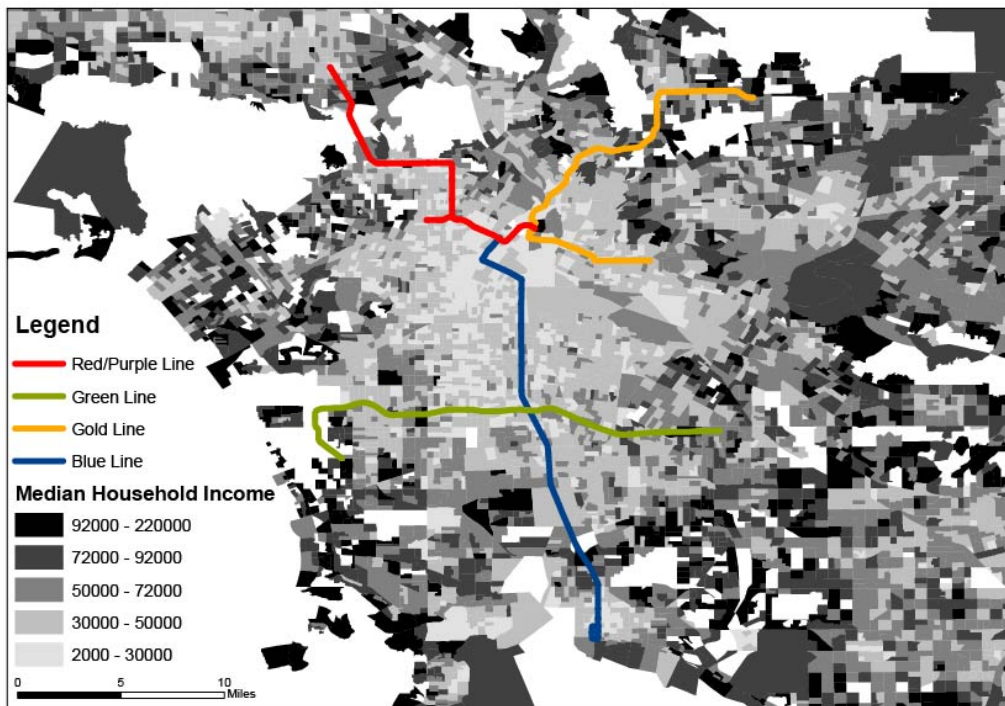 Legend
Red/Purple Line
Green Line
Gold Line
Blue Line
Median Household Income
92000 - 220000
72000 - 92000
50000 - 72000
30000 - 50000
2000 - 30000
0 5 10
Miles